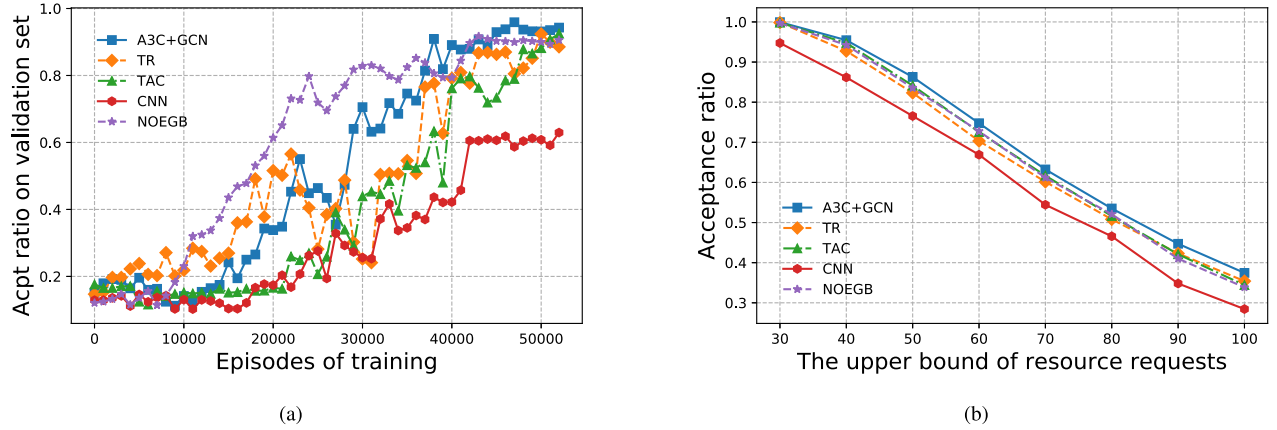 Acpt ratio on validation set
1.0
0.8
0.6
0.4
0.2
A3C+GCN
TR
TAC
CNN
NOEGB
0 10000 20000 30000 40000 50000
Episodes of training
(a)
Acceptance ratio
1.0
0.9
0.8
0.7
0.6
0.5
0.4
0.3
A3C+GCN
TR
TAC
CNN
NOEGB
30 40 50 60 70 80 90 100
The upper bound of resource requests
(b)